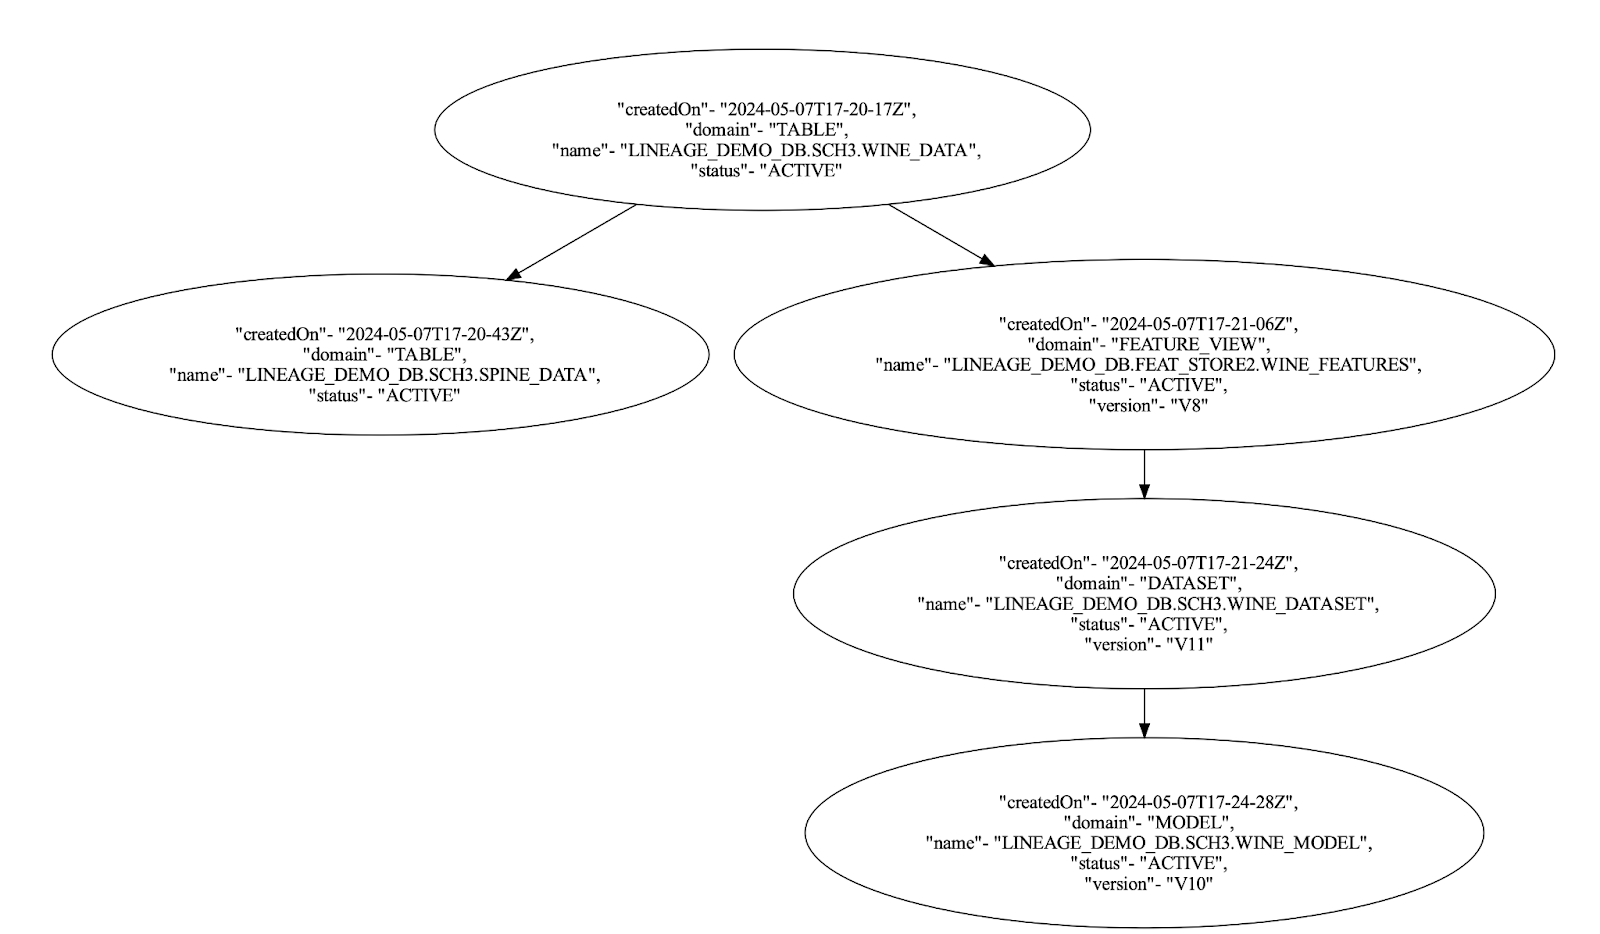 "createdOn"- "2024-05-07T17-20-17Z",
"domain"- "TABLE",
"name"- "LINEAGE_DEMO_DB.SCH3.WINE_DATA",
"status"- "ACTIVE"
"createdOn"- "2024-05-07T17-20-43Z",
"domain"- "TABLE",
"name"- "LINEAGE_DEMO_DB.SCH3.SPINE_DATA",
"status"- "ACTIVE"
"createdOn"- "2024-05-07T17-21-06Z",
"domain"- "FEATURE_VIEW",
"name"- "LINEAGE_DEMO_DB.FEAT_STORE2.WINE_FEATURES",
"status"- "ACTIVE",
"version"- "V8"
"createdOn"- "2024-05-07T17-21-24Z",
"domain"- "DATASET",
"name"- "LINEAGE_DEMO_DB.SCH3.WINE_DATASET",
"status"- "ACTIVE",
"version"- "V11"
"createdOn"- "2024-05-07T17-24-28Z",
"domain"- "MODEL",
"name"- "LINEAGE_DEMO_DB.SCH3.WINE_MODEL",
"status"- "ACTIVE",
"version"- "V10"